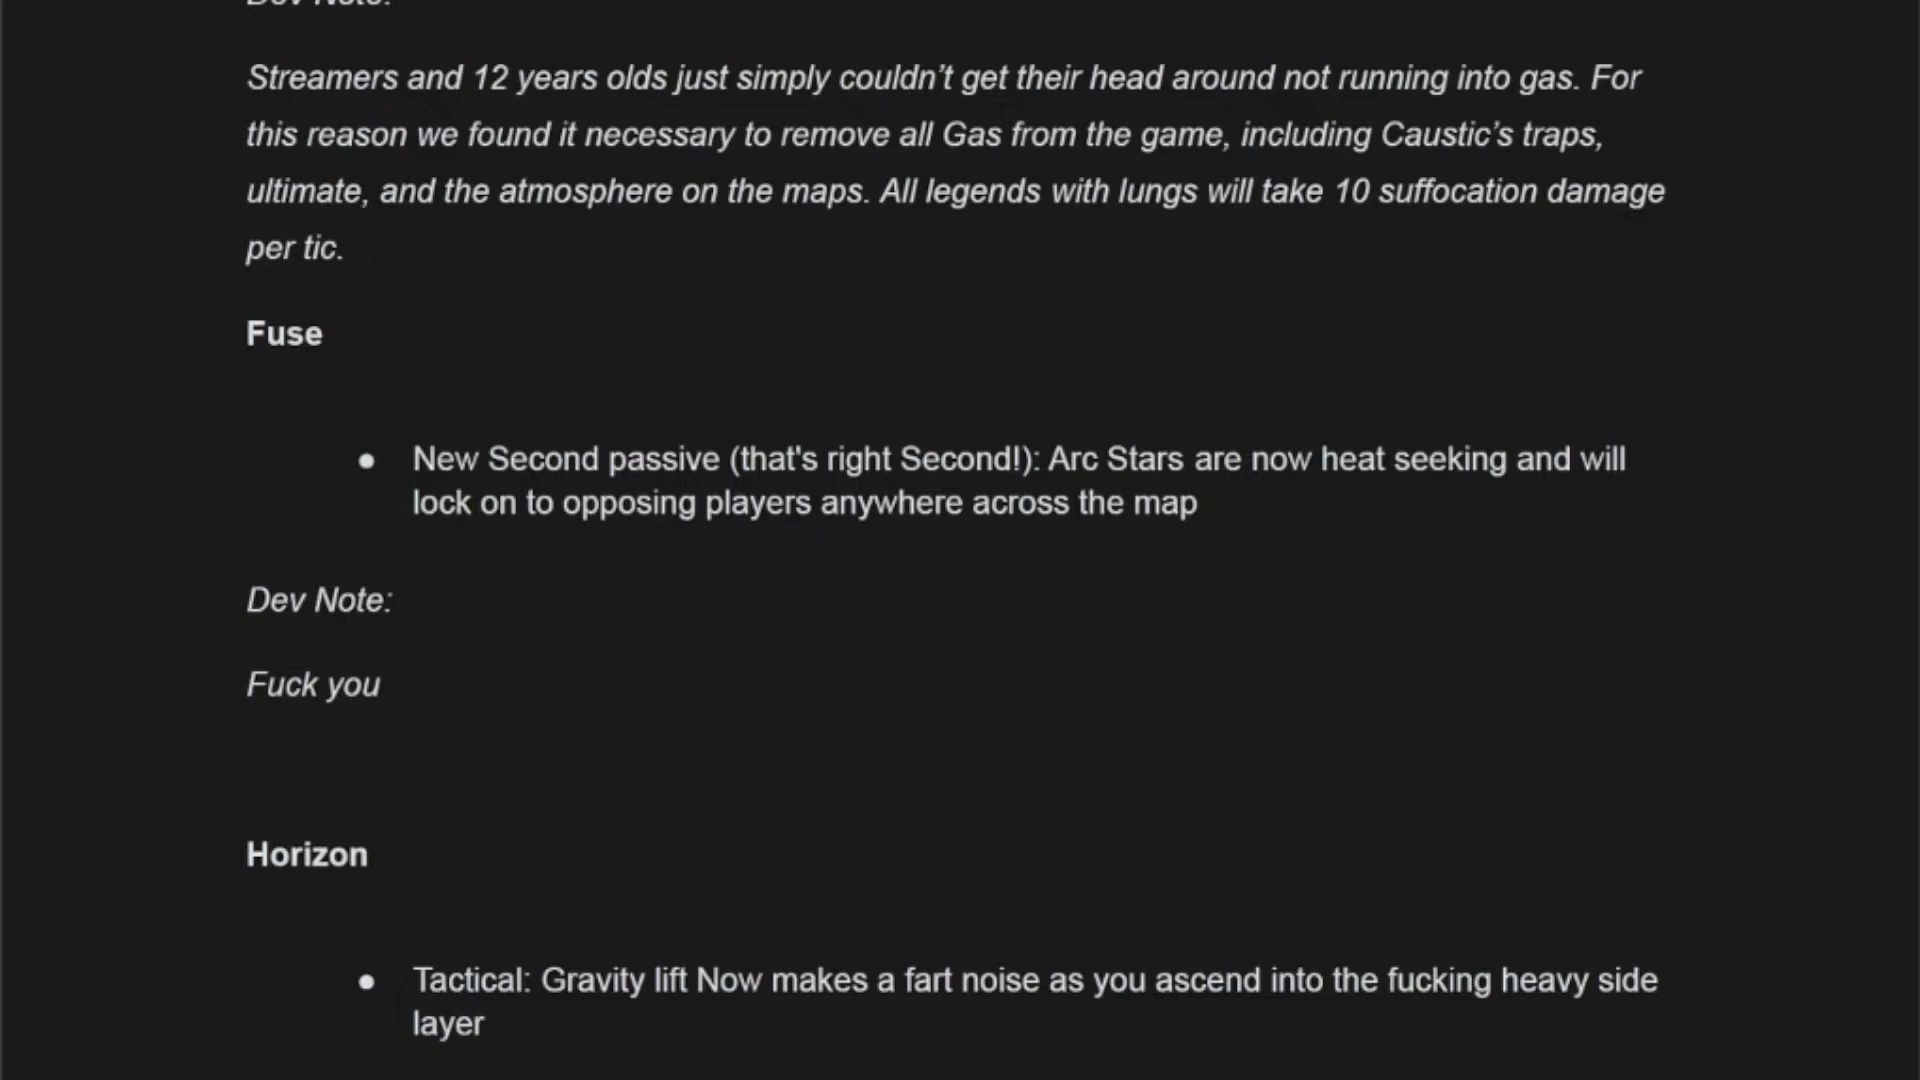 Dev Note:
Streamers and 12 years olds just simply couldn’t get their head around not running into gas. For
this reason we found it necessary to remove all Gas from the game, including Caustic’s traps,
ultimate, and the atmosphere on the maps. All legends with lungs will take 10 suffocation damage
per tic.
Fuse
● New Second passive (that's right Second!): Arc Stars are now heat seeking and will
lock on to opposing players anywhere across the map
Dev Note:
Fuck you
Horizon
● Tactical: Gravity lift Now makes a fart noise as you ascend into the fucking heavy side
layer